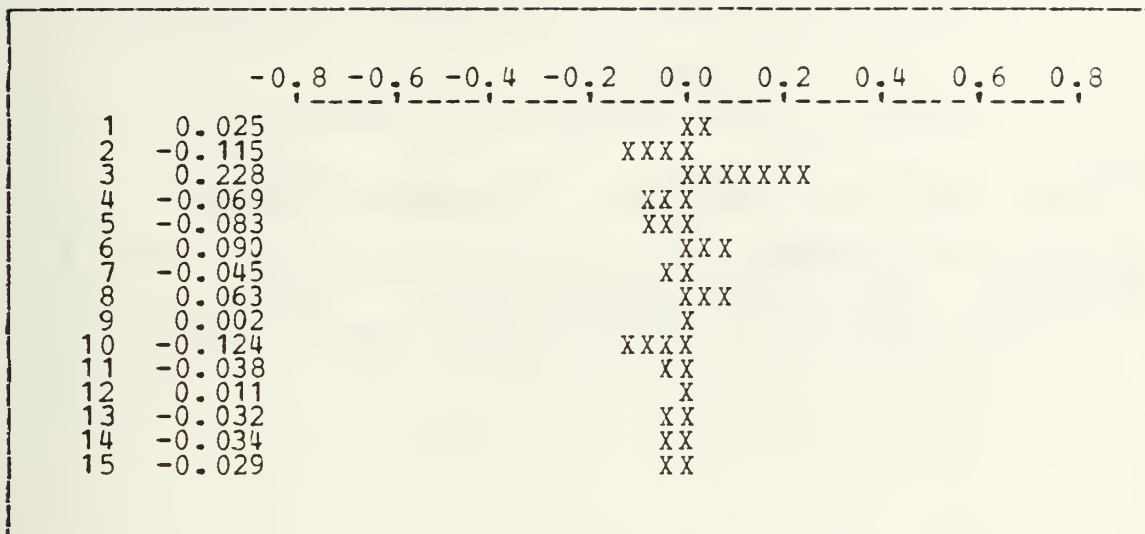 -0.8 -0.6 -0.4 -0.2 0.0 0.2 0.4 0.6 0.8
1 0.025 XX
2 -0.115 XXXX
3 0.228 XXXXXXX
4 -0.069 XXX
5 -0.083 XXX
6 0.090 XXX
7 -0.045 XX
8 0.063 XXX
9 0.002 X
10 -0.124 XXXX
11 -0.038 XX
12 0.011 X
13 -0.032 XX
14 -0.034 XX
15 -0.029 XX